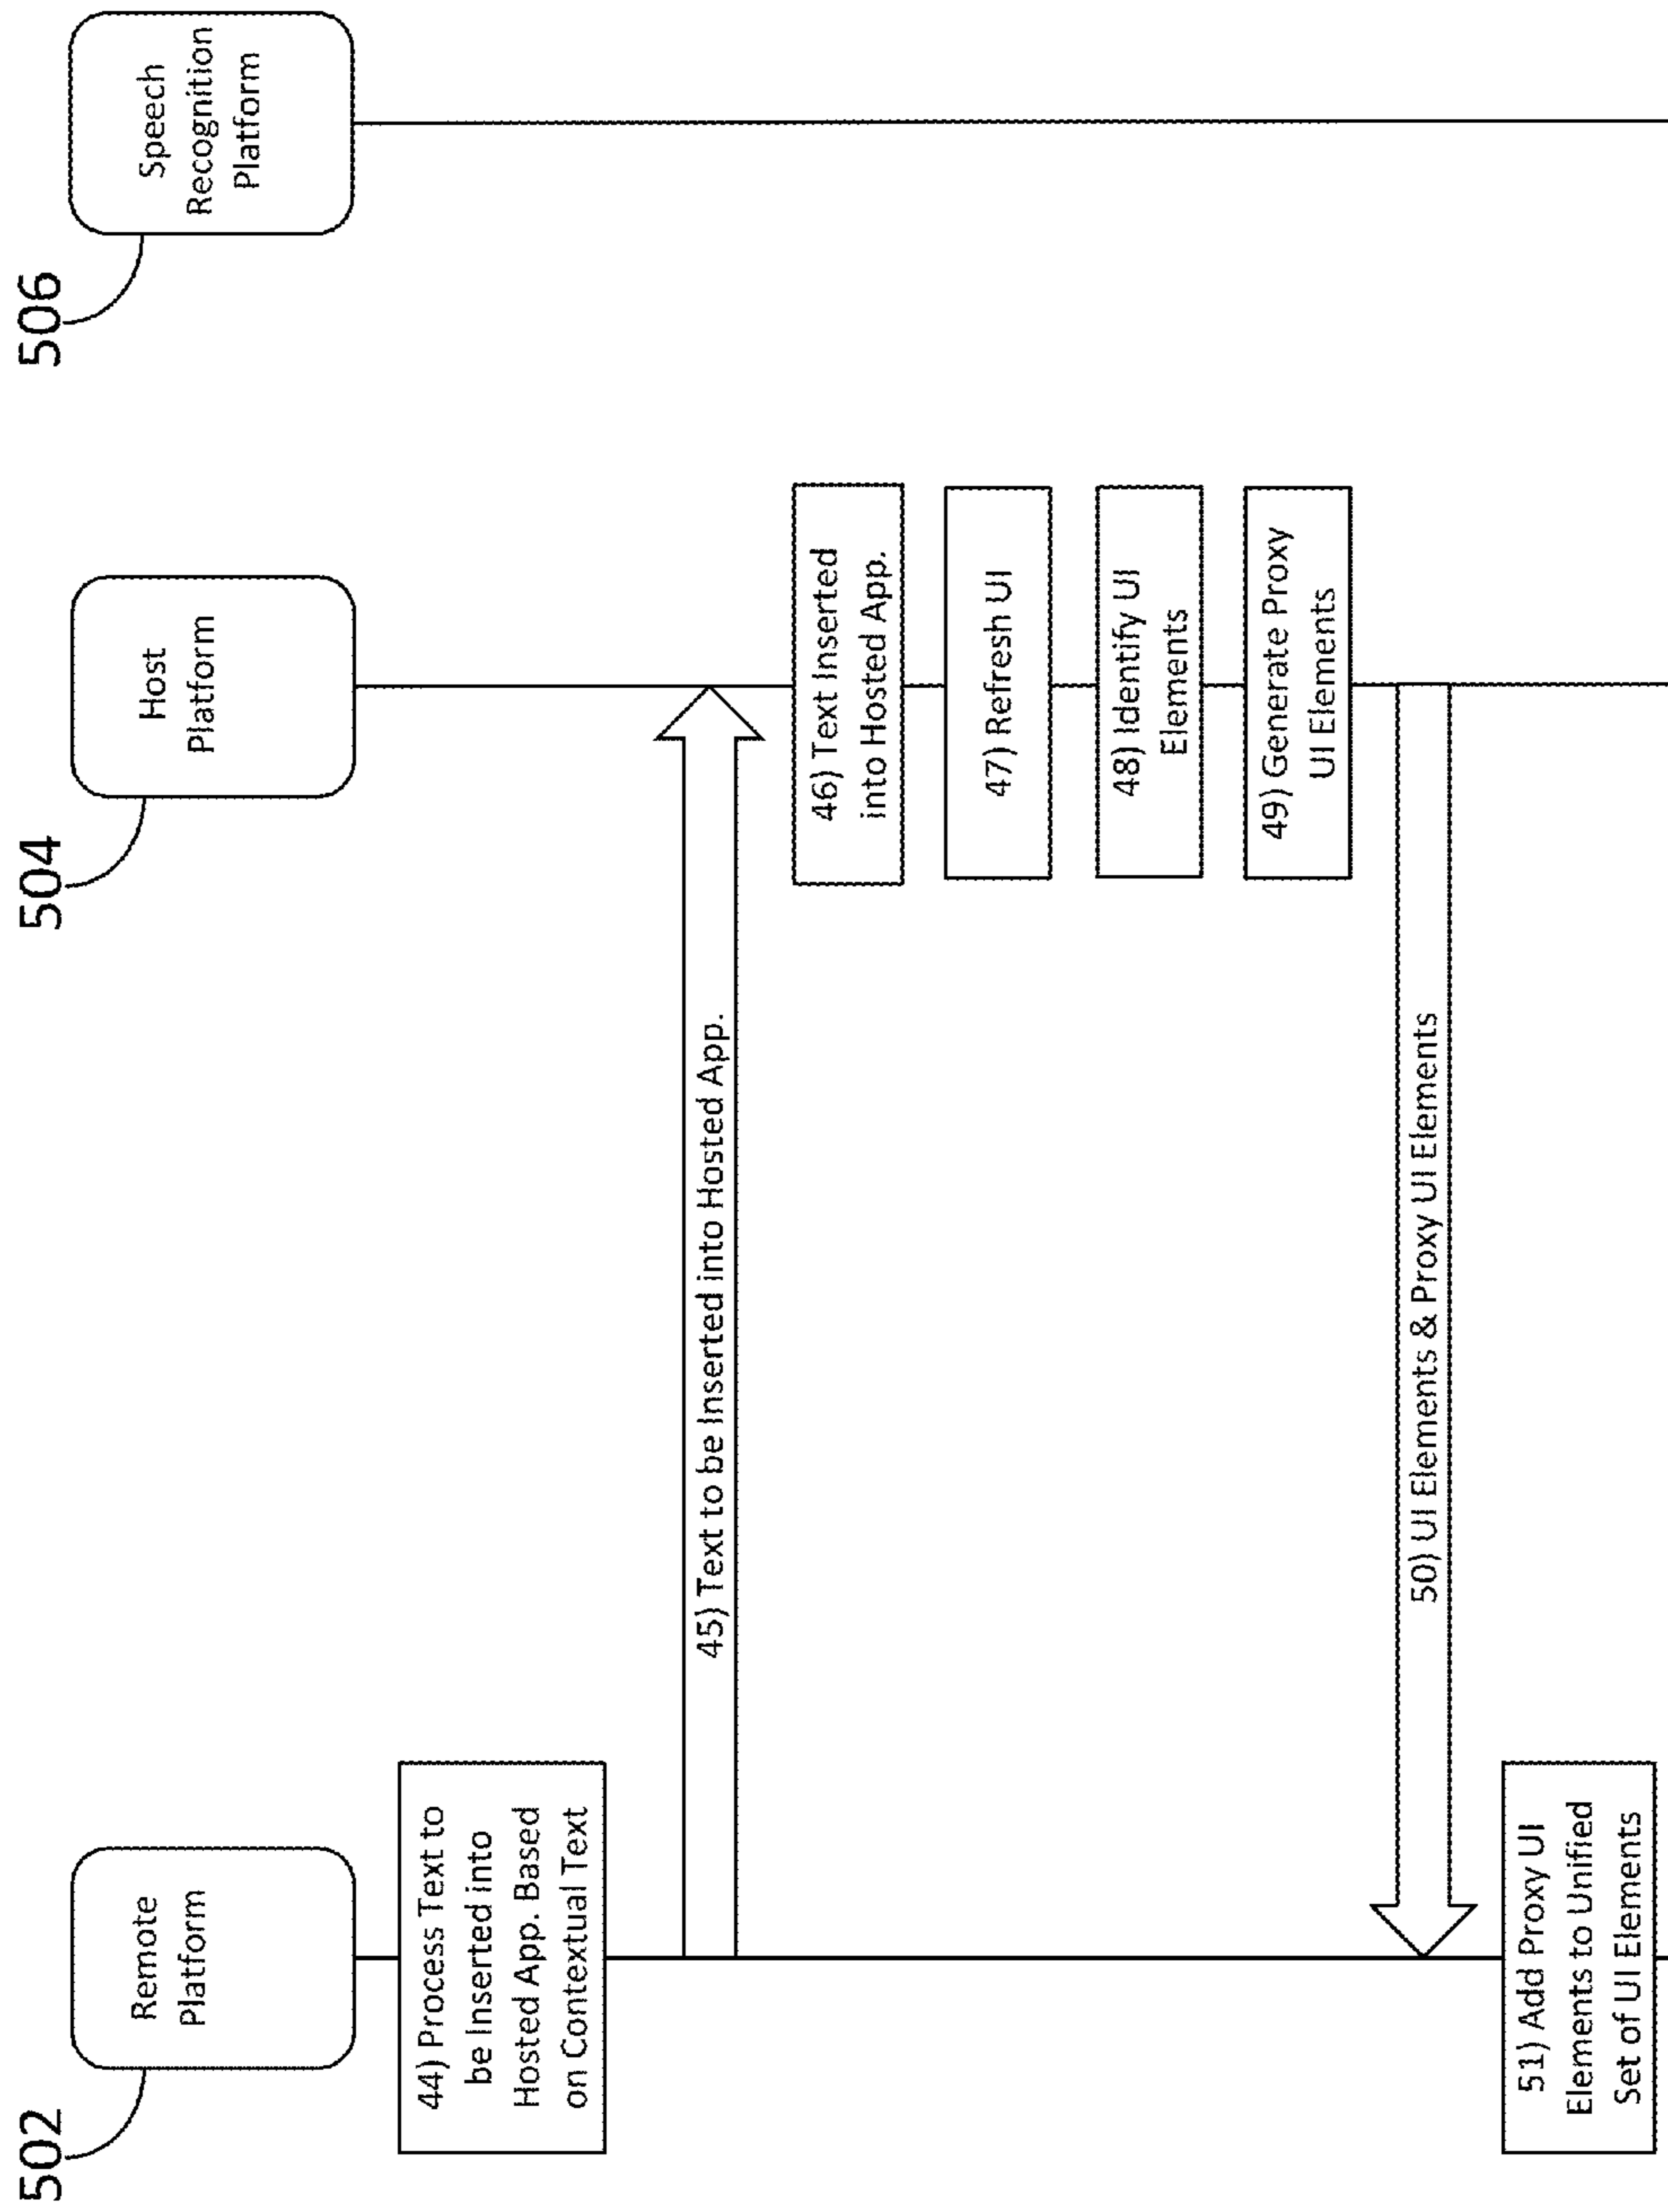 502
Remote
Platform
504
Host
Platform
506
Speech
Recognition
Platform
44) Process Text to
be Inserted into
Hosted App. Based
on Contextual Text
45) Text to be Inserted into Hosted App.
46) Text Inserted
into Hosted App.
47) Refresh UI
48) Identify UI
Elements
49) Generate Proxy
UI Elements
50) UI Elements & Proxy UI Elements
51) Add Proxy UI
Elements to Unified
Set of UI Elements